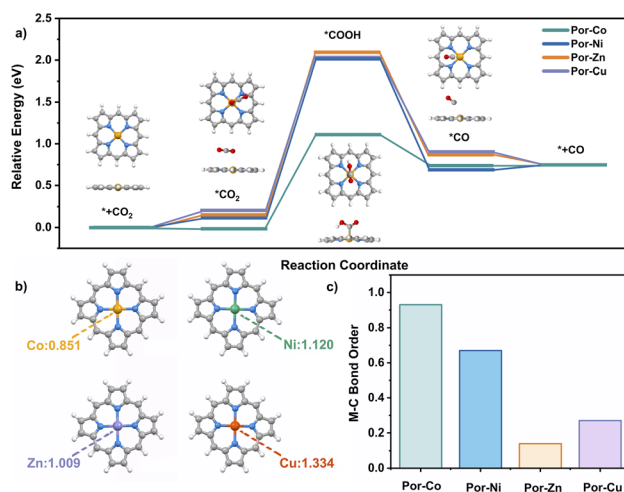 a)
Relative Energy (eV)
2.5
2.0
1.5
1.0
0.5
0.0
*+CO2
*CO2
*COOH
*CO
*+CO
Por-Co
Por-Ni
Por-Zn
Por-Cu
Reaction Coordinate
b)
Co:0.851
Ni:1.120
Zn:1.009
Cu:1.334
c)
M-C Bond Order
1.0
0.8
0.6
0.4
0.2
0.0
Por-Co Por-Ni Por-Zn Por-Cu